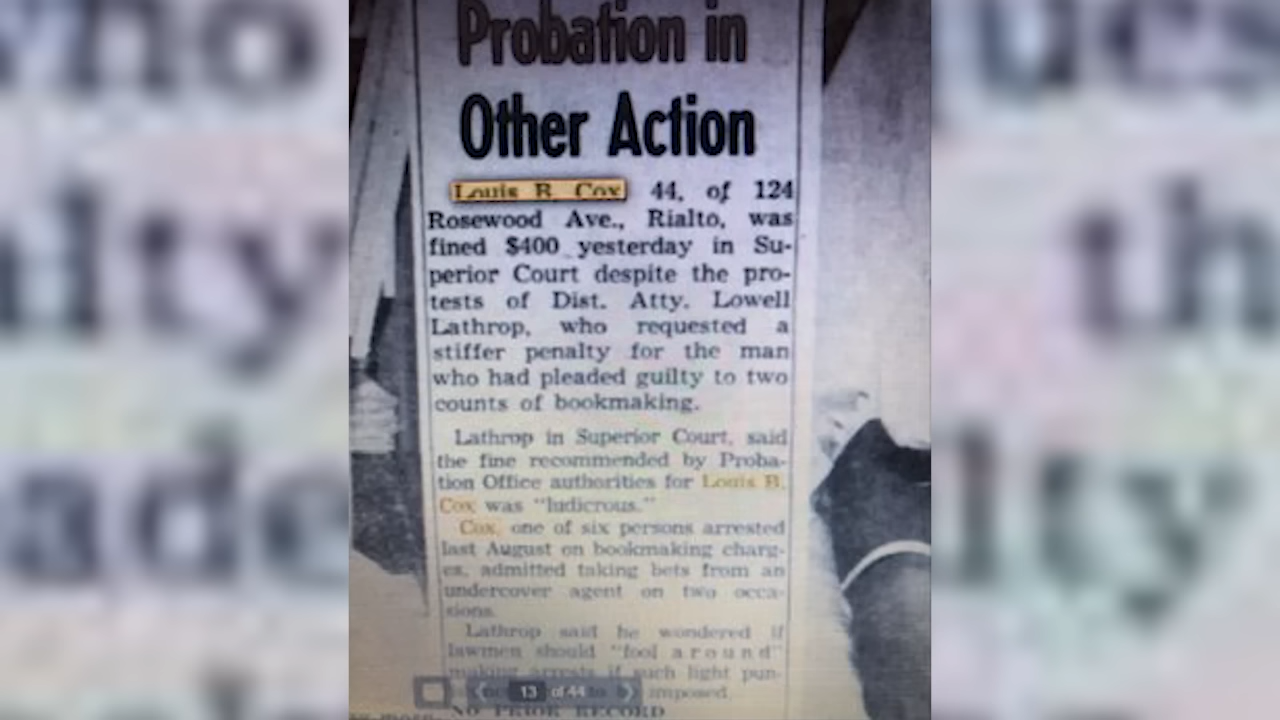 Probation in
Other Action
Louis B. Cox 44, of 124
Rosewood Ave., Rialto, was
fined $400 yesterday in Su-
perior Court despite the pro-
tests of Dist. Atty. Lowell
Lathrop, who requested a
stiffer penalty for the man
who had pleaded guilty to two
counts of bookmaking.
Lathrop in Superior Court, said
the fine recommended by Proba-
tion Office authorities for Louis B.
Cox was "ludicrous."
Cox, one of six persons arrested
last August on bookmaking charg-
es, admitted taking bets from an
undercover agent on two occa-
sions.
Lathrop said he wondered if
lawmen should "fool around"
making arrests if such light pun-
imposed.
13 of 44
NO PRIOR RECORD